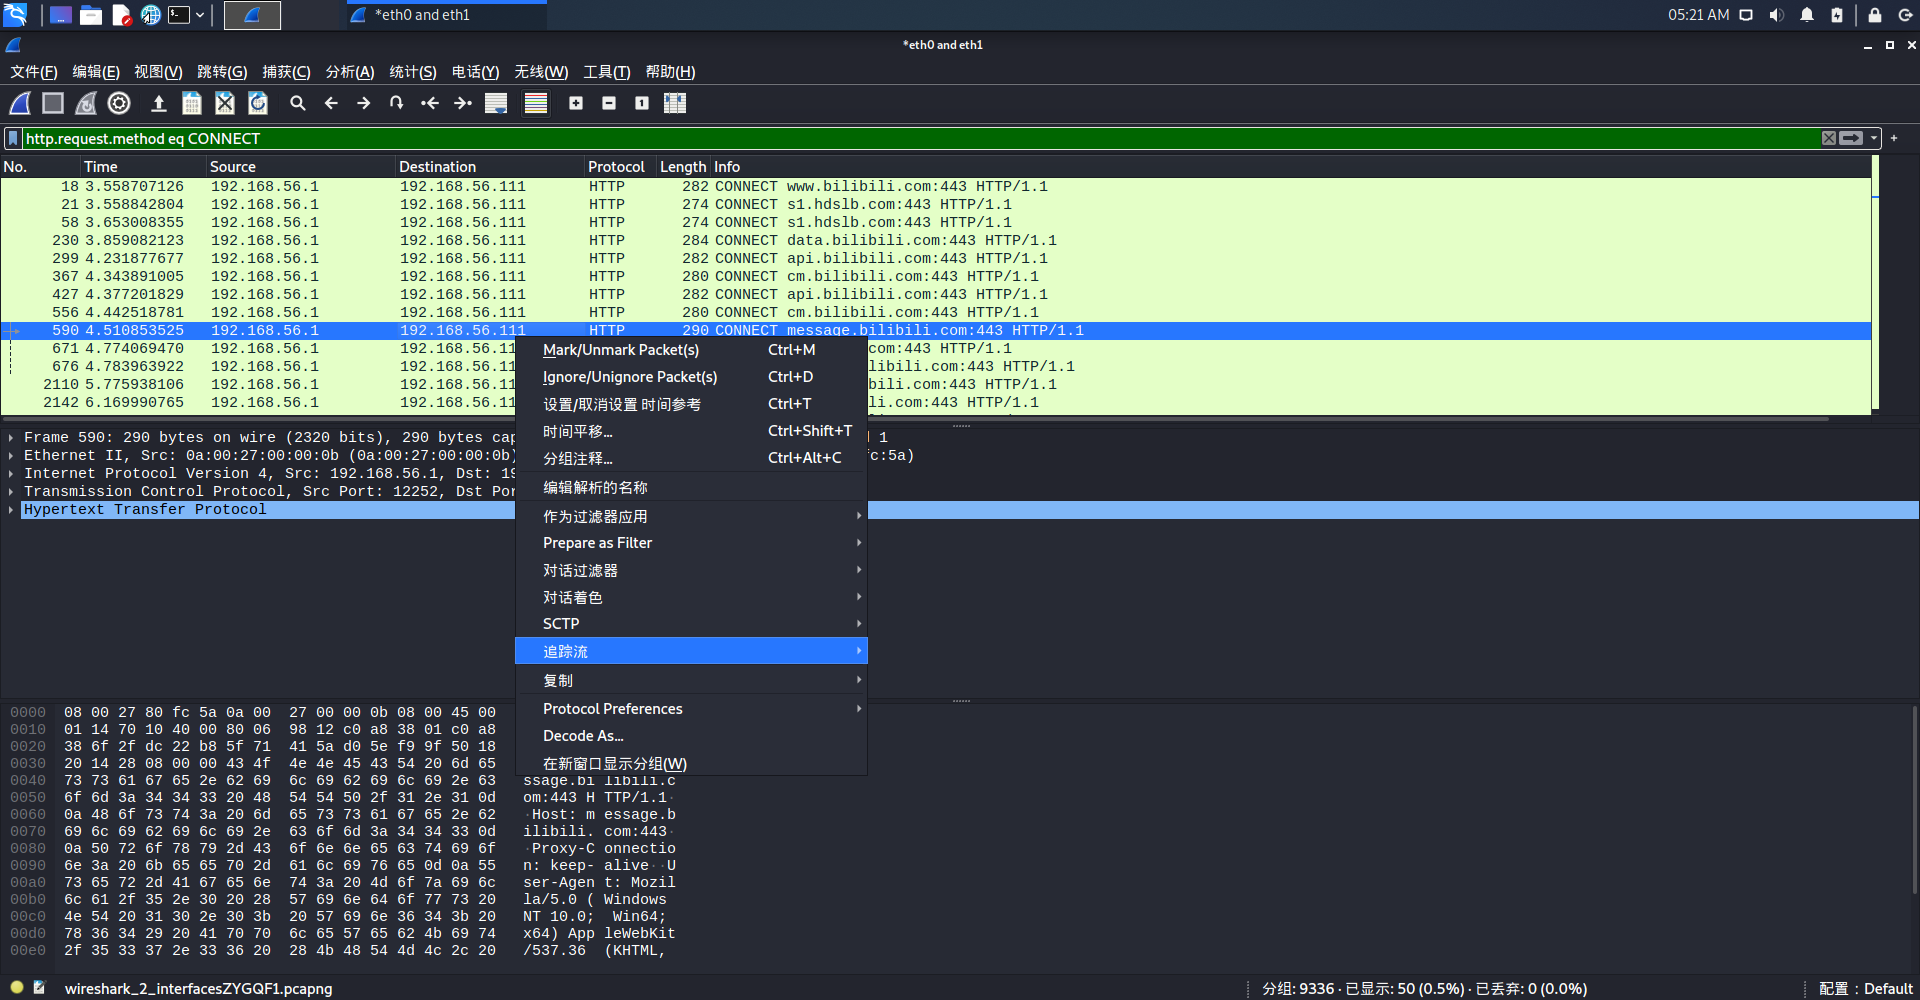 *eth0 and eth1
05:21 AM
*eth0 and eth1
文件(F) 编辑(E) 视图(V) 跳转(G) 捕获(C) 分析(A) 统计(S) 电话(Y) 无线(W) 工具(T) 帮助(H)
http.request.method eq CONNECT
No. Time Source Destination Protocol Length Info
18 3.558707126 192.168.56.1 192.168.56.111 HTTP 282 CONNECT www.bilibili.com:443 HTTP/1.1
21 3.558842804 192.168.56.1 192.168.56.111 HTTP 274 CONNECT s1.hdslb.com:443 HTTP/1.1
58 3.653008355 192.168.56.1 192.168.56.111 HTTP 274 CONNECT s1.hdslb.com:443 HTTP/1.1
230 3.859082123 192.168.56.1 192.168.56.111 HTTP 284 CONNECT data.bilibili.com:443 HTTP/1.1
299 4.231877677 192.168.56.1 192.168.56.111 HTTP 282 CONNECT api.bilibili.com:443 HTTP/1.1
367 4.343891005 192.168.56.1 192.168.56.111 HTTP 280 CONNECT cm.bilibili.com:443 HTTP/1.1
427 4.377201829 192.168.56.1 192.168.56.111 HTTP 282 CONNECT api.bilibili.com:443 HTTP/1.1
556 4.442518781 192.168.56.1 192.168.56.111 HTTP 280 CONNECT cm.bilibili.com:443 HTTP/1.1
590 4.510853525 192.168.56.1 192.168.56.111 HTTP 290 CONNECT message.bilibili.com:443 HTTP/1.1
671 4.774069470 192.168.56.1 192.168.56.11 com:443 HTTP/1.1
676 4.783963922 192.168.56.1 192.168.56.11 libili.com:443 HTTP/1.1
2110 5.775938106 192.168.56.1 192.168.56.11 bili.com:443 HTTP/1.1
2142 6.169990765 192.168.56.1 192.168.56.11 ili.com:443 HTTP/1.1
Mark/Unmark Packet(s) Ctrl+M
Ignore/Unignore Packet(s) Ctrl+D
设置/取消设置 时间参考 Ctrl+T
时间平移... Ctrl+Shift+T
分组注释... Ctrl+Alt+C
编辑解析的名称
作为过滤器应用
Prepare as Filter
对话过滤器
对话着色
SCTP
追踪流
复制
Protocol Preferences
Decode As...
在新窗口显示分组(W)
Frame 590: 290 bytes on wire (2320 bits), 290 bytes cap 1
Ethernet II, Src: 0a:00:27:00:00:0b (0a:00:27:00:00:0b) fc:5a)
Internet Protocol Version 4, Src: 192.168.56.1, Dst: 19
Transmission Control Protocol, Src Port: 12252, Dst Por
Hypertext Transfer Protocol
0000 08 00 27 80 fc 5a 0a 00 27 00 00 0b 08 00 45 00
0010 01 14 70 10 40 00 80 06 98 12 c0 a8 38 01 c0 a8
0020 38 6f 2f dc 22 b8 5f 71 41 5a d0 5e f9 9f 50 18
0030 20 14 28 08 00 00 43 4f 4e 4e 45 43 54 20 6d 65
0040 73 73 61 67 65 2e 62 69 6c 69 62 69 6c 69 2e 63 ssage.bi libili.c
0050 6f 6d 3a 34 34 33 20 48 54 54 50 2f 31 2e 31 0d om:443 H TTP/1.1·
0060 0a 48 6f 73 74 3a 20 6d 65 73 73 61 67 65 2e 62 ·Host: m essage.b
0070 69 6c 69 62 69 6c 69 2e 63 6f 6d 3a 34 34 33 0d ilibili. com:443·
0080 0a 50 72 6f 78 79 2d 43 6f 6e 6e 65 63 74 69 6f ·Proxy-C onnectio
0090 6e 3a 20 6b 65 65 70 2d 61 6c 69 76 65 0d 0a 55 n: keep- alive··U
00a0 73 65 72 2d 41 67 65 6e 74 3a 20 4d 6f 7a 69 6c ser-Agen t: Mozil
00b0 6c 61 2f 35 2e 30 20 28 57 69 6e 64 6f 77 73 20 la/5.0 ( Windows
00c0 4e 54 20 31 30 2e 30 3b 20 57 69 6e 36 34 3b 20 NT 10.0; Win64;
00d0 78 36 34 29 20 41 70 70 6c 65 57 65 62 4b 69 74 x64) App leWebKit
00e0 2f 35 33 37 2e 33 36 20 28 4b 48 54 4d 4c 2c 20 /537.36 (KHTML,
wireshark_2_interfacesZYGQF1.pcapng 分组: 9336 · 已显示: 50 (0.5%) · 已丢弃: 0 (0.0%) 配置：Default